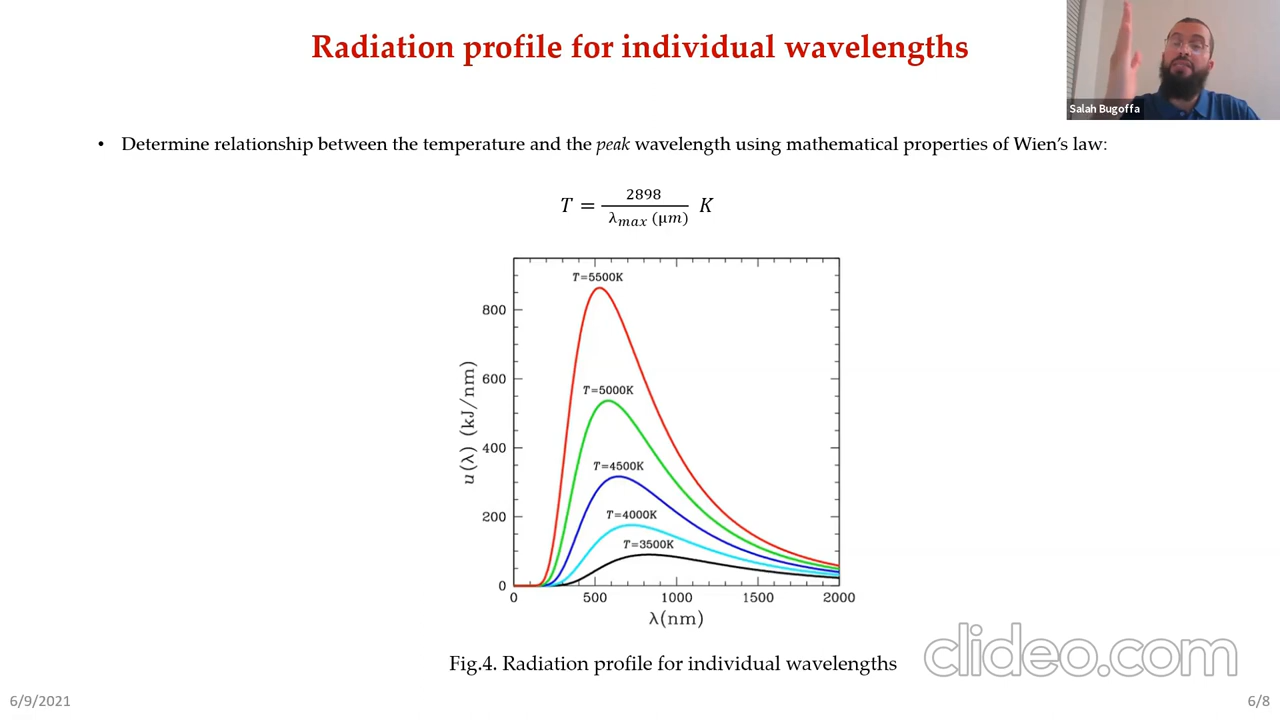 Radiation profile for individual wavelengths
Salah Bugoffa
• Determine relationship between the temperature and the peak wavelength using mathematical properties of Wien's law:
T = 2898 / λmax (μm) K
T=5500K
T=5000K
T=4500K
T=4000K
T=3500K
800
600
400
200
0
u(λ) (kJ/nm)
0 500 1000 1500 2000
λ(nm)
Fig.4. Radiation profile for individual wavelengths
clideo.com
6/9/2021
6/8